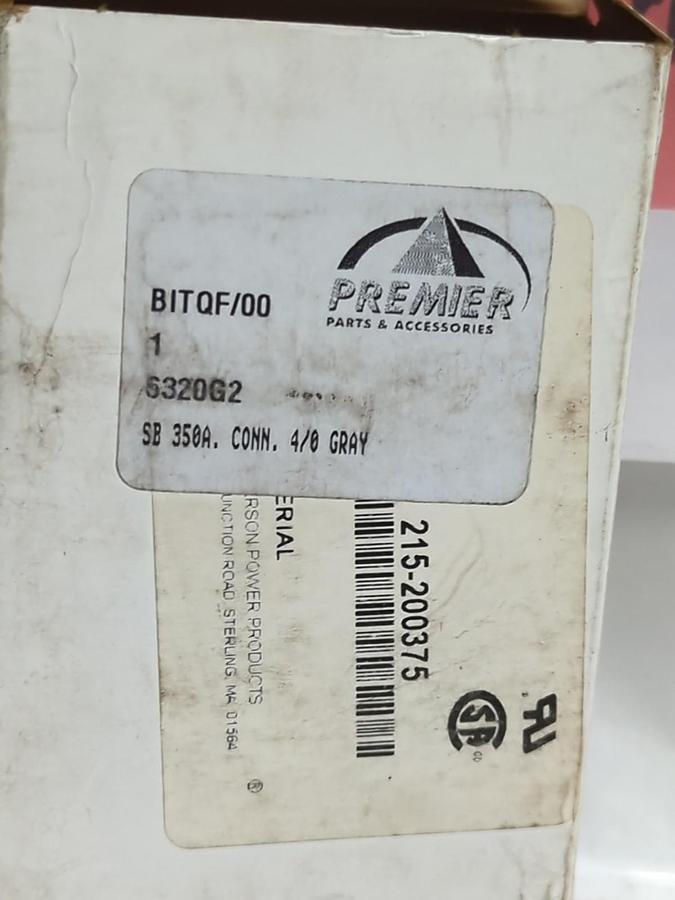 PREMIER
PARTS & ACCESSORIES
BITQF/00
1
6320G2
SB 350A. CONN. 4/0 GRAY
215-200375
ERIAL
ERSON POWER PRODUCTS
UNCTION ROAD STERLING, MA 01564
®